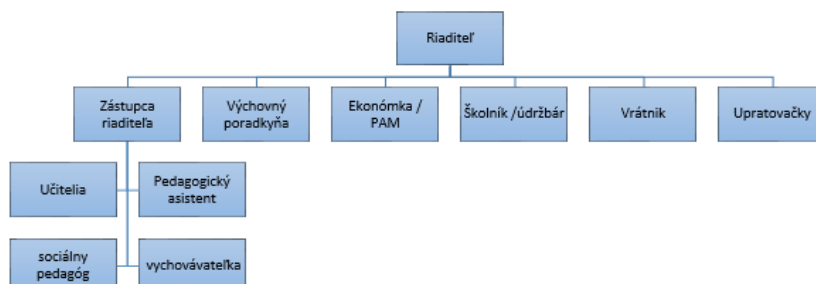 Riaditeľ
Zástupca
riaditeľa
Výchovný
poradkyňa
Ekonómka /
PAM
Školník /údržbár
Vrátnik
Upratovačky
Učitelia
Pedagogický
asistent
sociálny
pedagóg
vychovávateľka